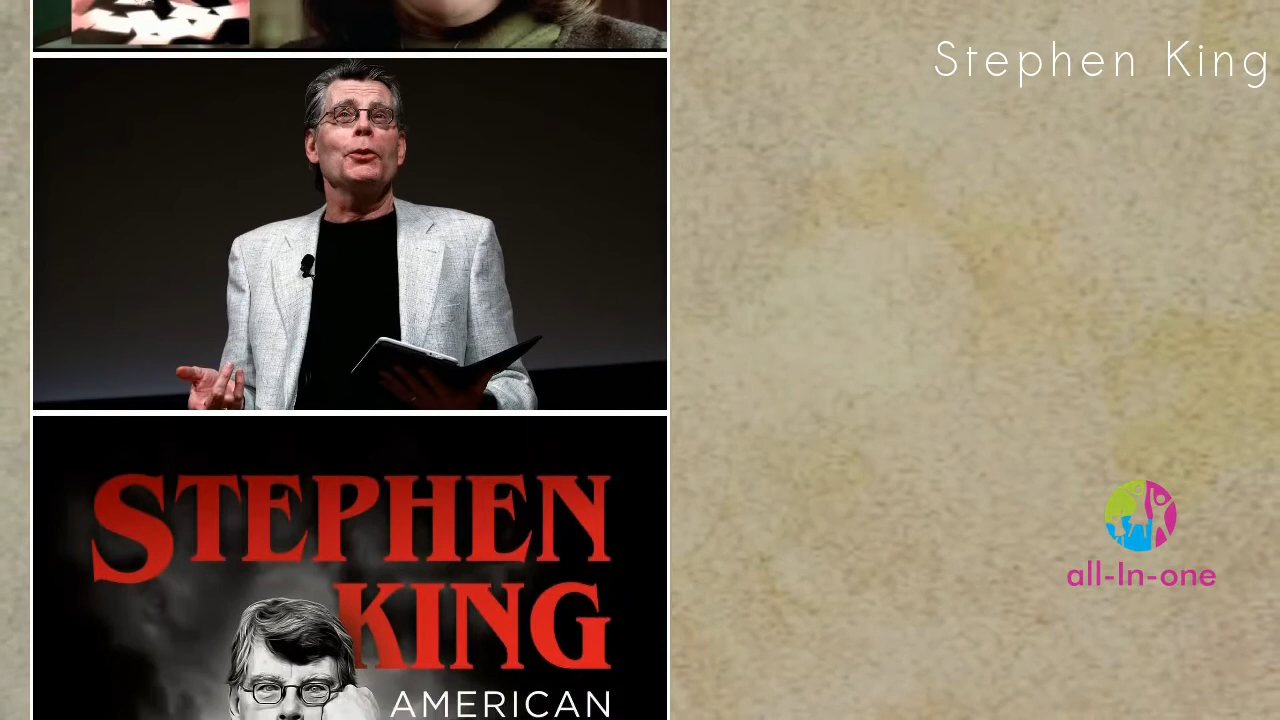 Stephen King
STEPHEN
KING
AMERICAN
all-In-one